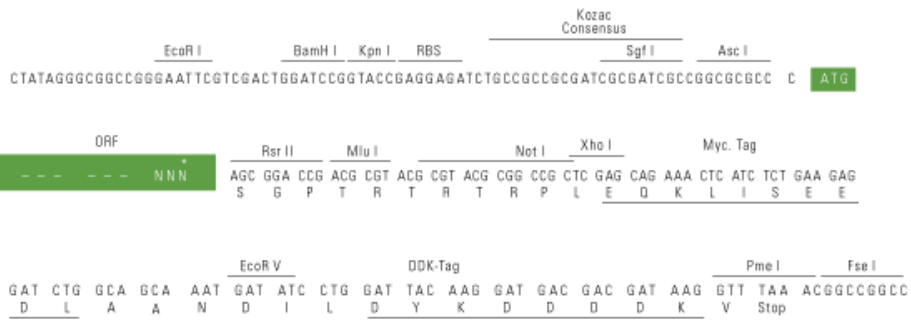 Kozac
Consensus
EcoR I BamH I Kpn I RBS Sgf I Asc I
CTATAGGGCGGCCGGGAATTCGTCGACTGGATCCGGTACCGAGGAGATCTGCCGCCGCGATCGCGATCGCCGGCGCGCC C ATG
ORF Rsr II Mlu I Not I Xho I Myc. Tag
--- --- NNN* AGC GGA CCG ACG CGT ACG CGT ACG CGG CCG CTC GAG CAG AAA CTC ATC TCT GAA GAG
S G P T R T R T R P L E Q K L I S E E
EcoR V DDK-Tag Pme I Fse I
GAT CTG GCA GCA AAT GAT ATC CTG GAT TAC AAG GAT GAC GAC GAT AAG GTT TAA ACGGCCGGCC
D L A A N D I L D Y K D D D D K V Stop